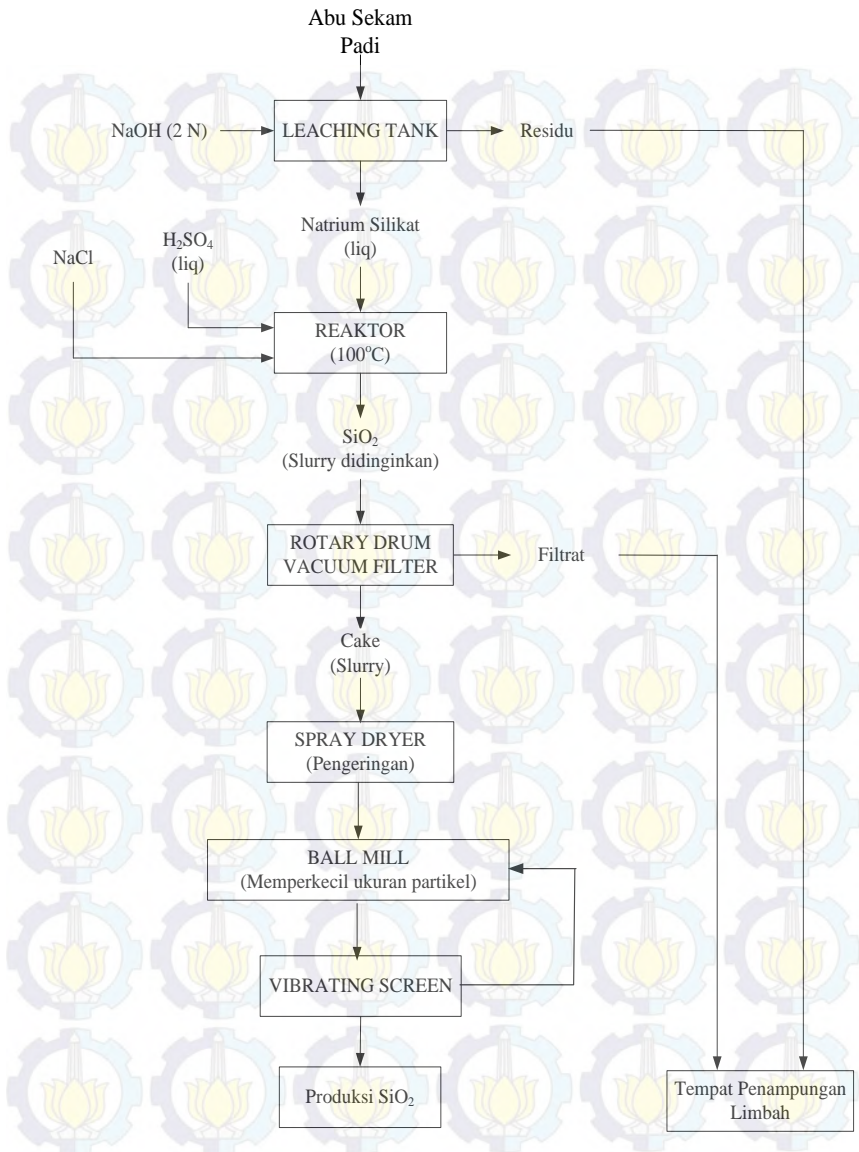 Abu Sekam
Padi
NaOH (2 N)
LEACHING TANK
Residu
Natrium Silikat
(liq)
H₂SO₄
(liq)
NaCl
REAKTOR
(100°C)
SiO₂
(Slurry didinginkan)
ROTARY DRUM
VACUUM FILTER
Filtrat
Cake
(Slurry)
SPRAY DRYER
(Pengeringan)
BALL MILL
(Memperkecil ukuran partikel)
VIBRATING SCREEN
Produksi SiO₂
Tempat Penampungan
Limbah